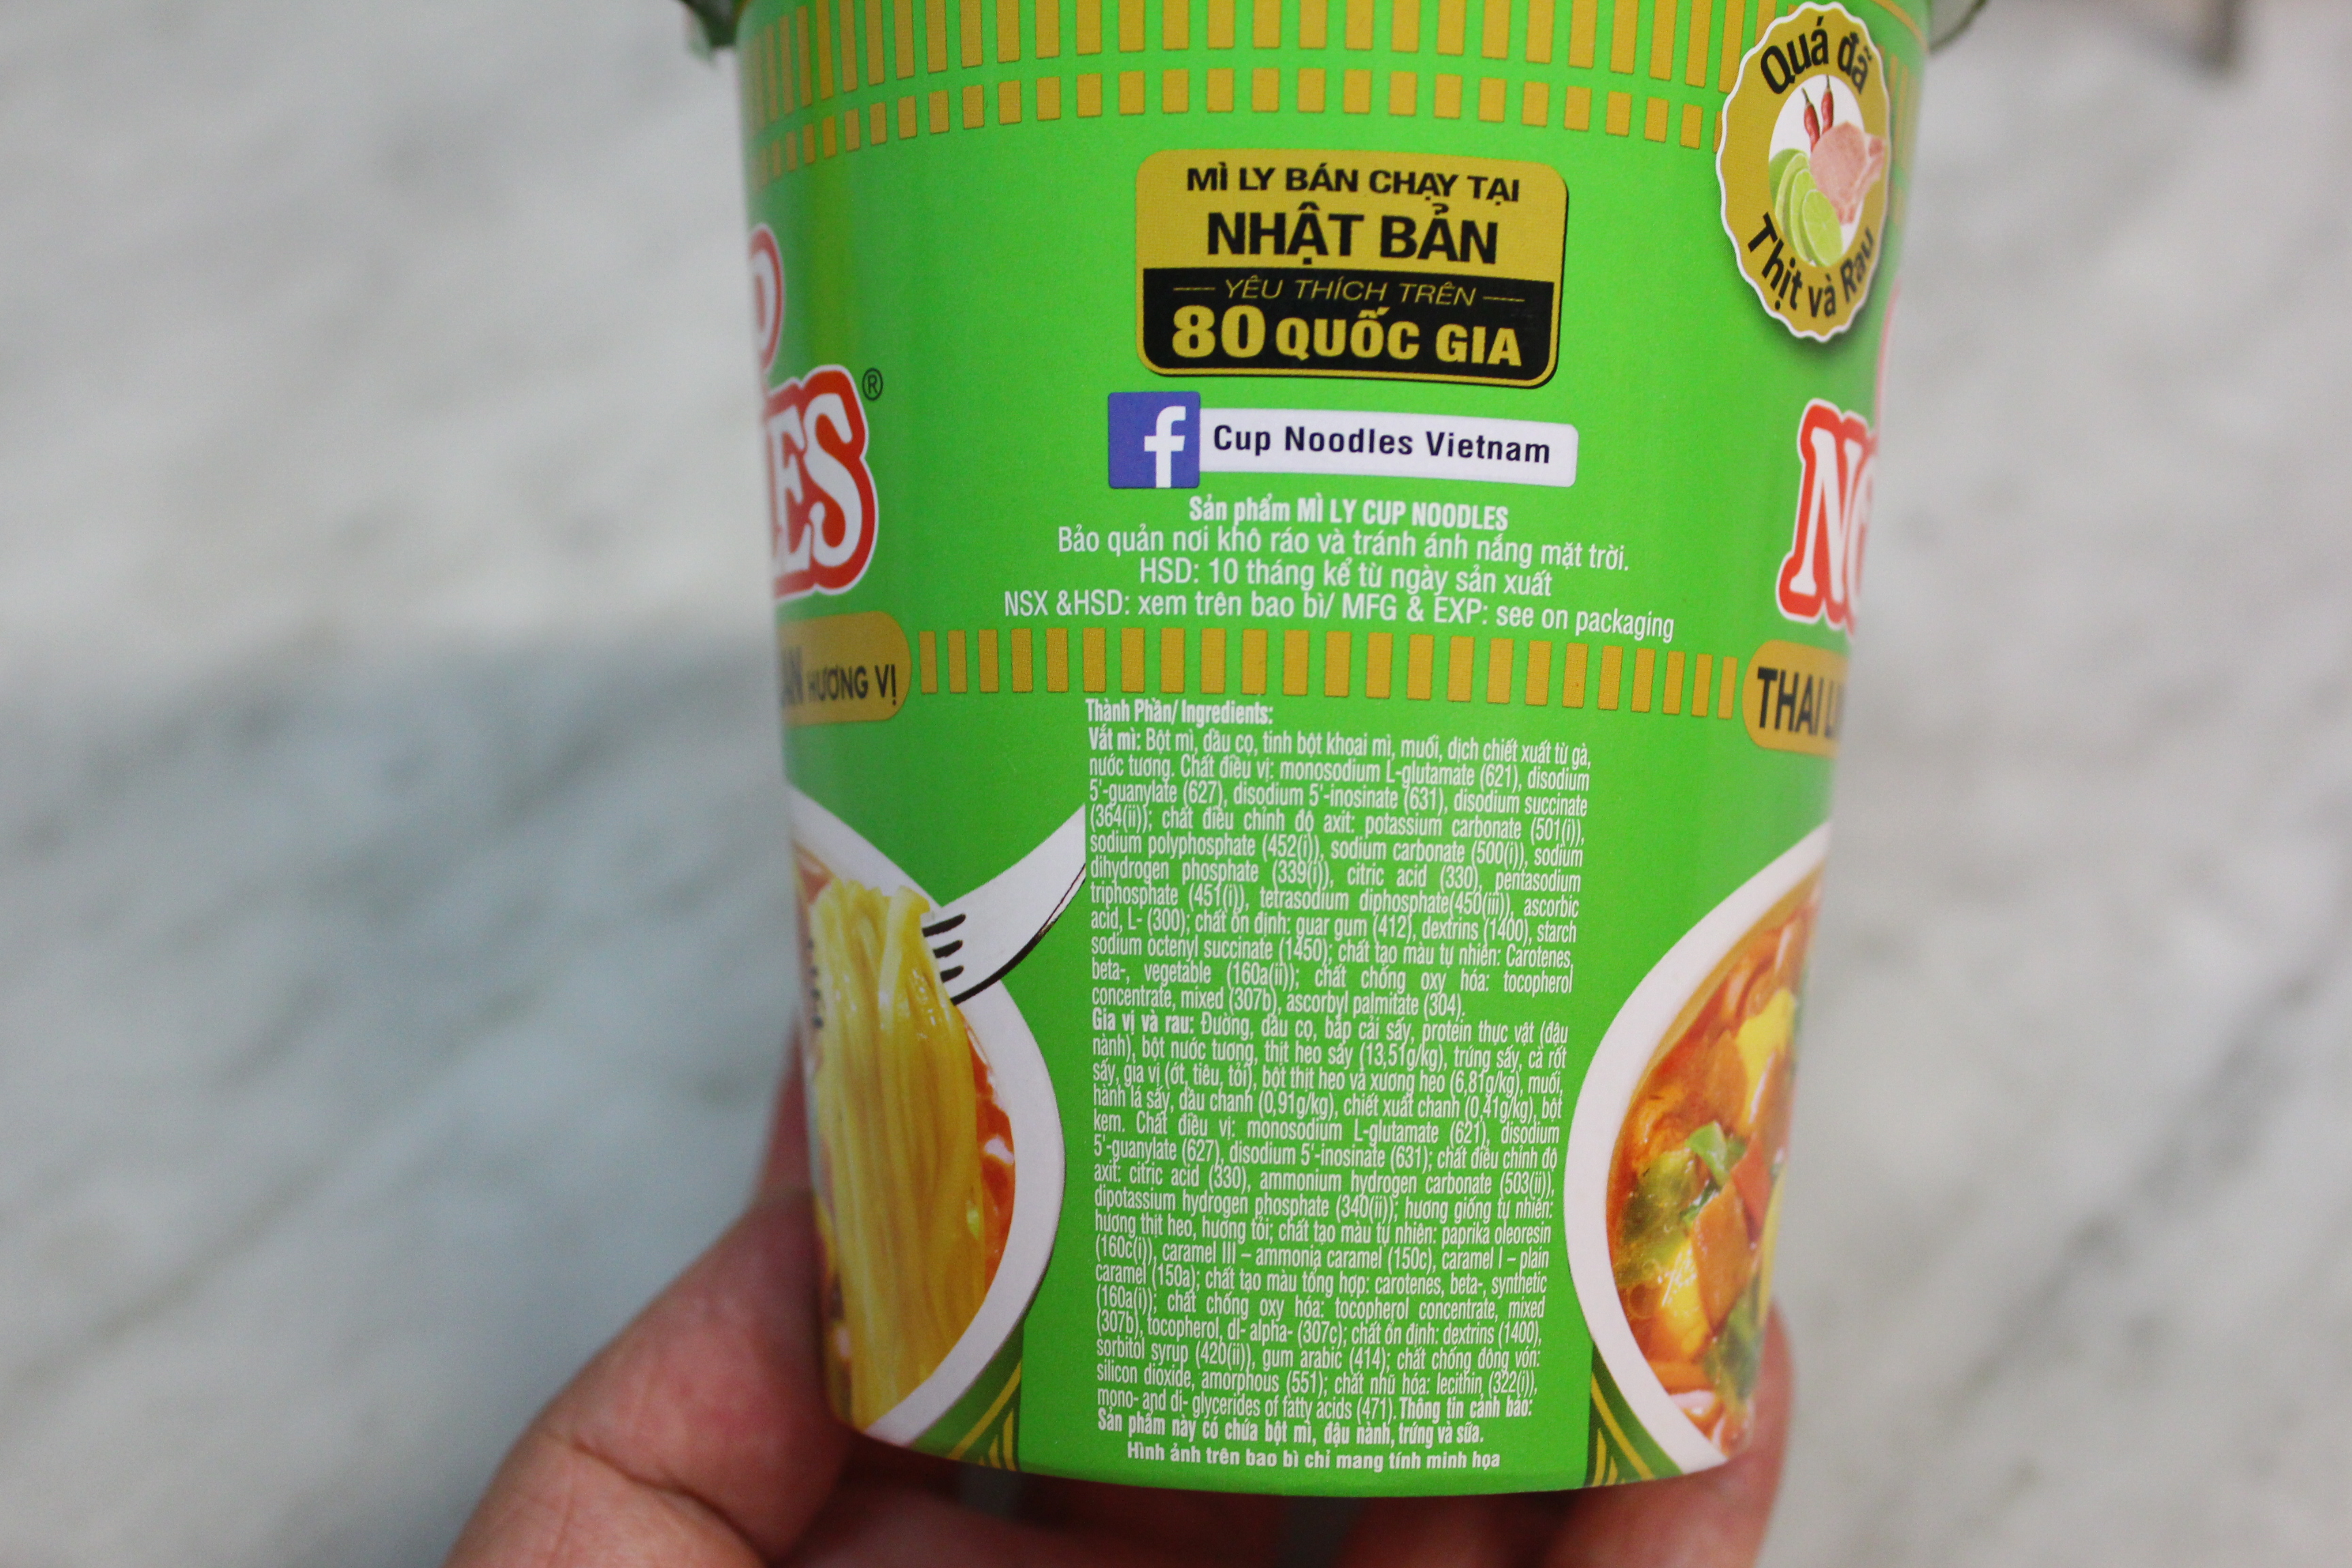 Quá đã
Thịt và Rau
MÌ LY BÁN CHẠY TẠI
NHẬT BẢN
YÊU THÍCH TRÊN
80 QUỐC GIA
ES®
f Cup Noodles Vietnam
Sản phẩm MÌ LY CUP NOODLES
Bảo quản nơi khô ráo và tránh ánh nắng mặt trời.
HSD: 10 tháng kể từ ngày sản xuất
NSX &HSD: xem trên bao bì/ MFG & EXP: see on packaging
HƯƠNG VỊ
THAI
Thành Phần/ Ingredients:
Vắt mì: Bột mì, dầu cọ, tinh bột khoai mì, muối, dịch chiết xuất từ gà,
nước tương. Chất điều vị: monosodium L-glutamate (621), disodium
5'-guanylate (627), disodium 5'-inosinate (631), disodium succinate
(364(ii)); chất điều chỉnh độ axit: potassium carbonate (501(i)),
sodium polyphosphate (452(i)), sodium carbonate (500(i)), sodium
dihydrogen phosphate (339(i)), citric acid (330), pentasodium
triphosphate (451(i)), tetrasodium diphosphate(450(iii)), ascorbic
acid, L- (300); chất ổn định: guar gum (412), dextrins (1400), starch
sodium octenyl succinate (1450); chất tạo màu tự nhiên: Carotenes,
beta-, vegetable (160a(ii)); chất chống oxy hóa: tocopherol
concentrate, mixed (307b), ascorbyl palmitate (304).
Gia vị và rau: Đường, dầu cọ, bắp cải sấy, protein thực vật (đậu
nành), bột nước tương, thịt heo sấy (13,51g/kg), trứng sấy, cà rốt
sấy, gia vị (ớt, tiêu, tỏi), bột thịt heo và xương heo (6,81g/kg), muối,
hành lá sấy, dầu chanh (0,91g/kg), chiết xuất chanh (0,41g/kg), bột
kem. Chất điều vị: monosodium L-glutamate (621), disodium
5'-guanylate (627), disodium 5'-inosinate (631); chất điều chỉnh độ
axit: citric acid (330), ammonium hydrogen carbonate (503(ii)),
dipotassium hydrogen phosphate (340(ii)); hương giống tự nhiên:
hương thịt heo, hương tỏi; chất tạo màu tự nhiên: paprika oleoresin
(160c(i)), caramel III – ammonia caramel (150c), caramel I – plain
caramel (150a); chất tạo màu tổng hợp: carotenes, beta-, synthetic
(160a(i)); chất chống oxy hóa: tocopherol concentrate, mixed
(307b), tocopherol, dl- alpha- (307c); chất ổn định: dextrins (1400),
sorbitol syrup (420(ii)), gum arabic (414); chất chống đông vón:
silicon dioxide, amorphous (551); chất nhũ hóa: lecithin (322(i)),
mono- and di- glycerides of fatty acids (471). Thông tin cảnh báo:
Sản phẩm này có chứa bột mì, đậu nành, trứng và sữa.
Hình ảnh trên bao bì chỉ mang tính minh họa